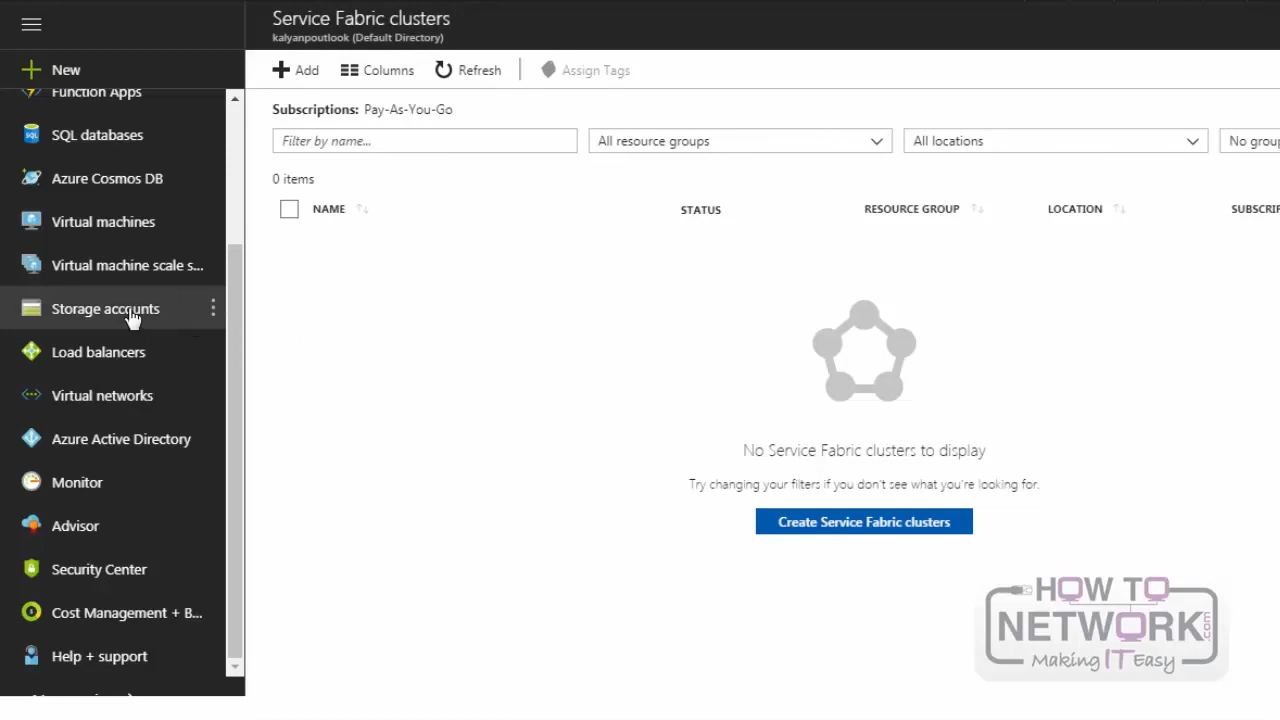 Service Fabric clusters
kalyanpoutlook (Default Directory)
New
Function Apps
SQL databases
Azure Cosmos DB
Virtual machines
Virtual machine scale s...
Storage accounts
Load balancers
Virtual networks
Azure Active Directory
Monitor
Advisor
Security Center
Cost Management + B...
Help + support
Add Columns Refresh Assign Tags
Subscriptions: Pay-As-You-Go
Filter by name... All resource groups All locations No group
0 items
NAME STATUS RESOURCE GROUP LOCATION SUBSCRIP
No Service Fabric clusters to display
Try changing your filters if you don't see what you're looking for.
Create Service Fabric clusters
HOW TO
NETWORK.com
Making IT Easy